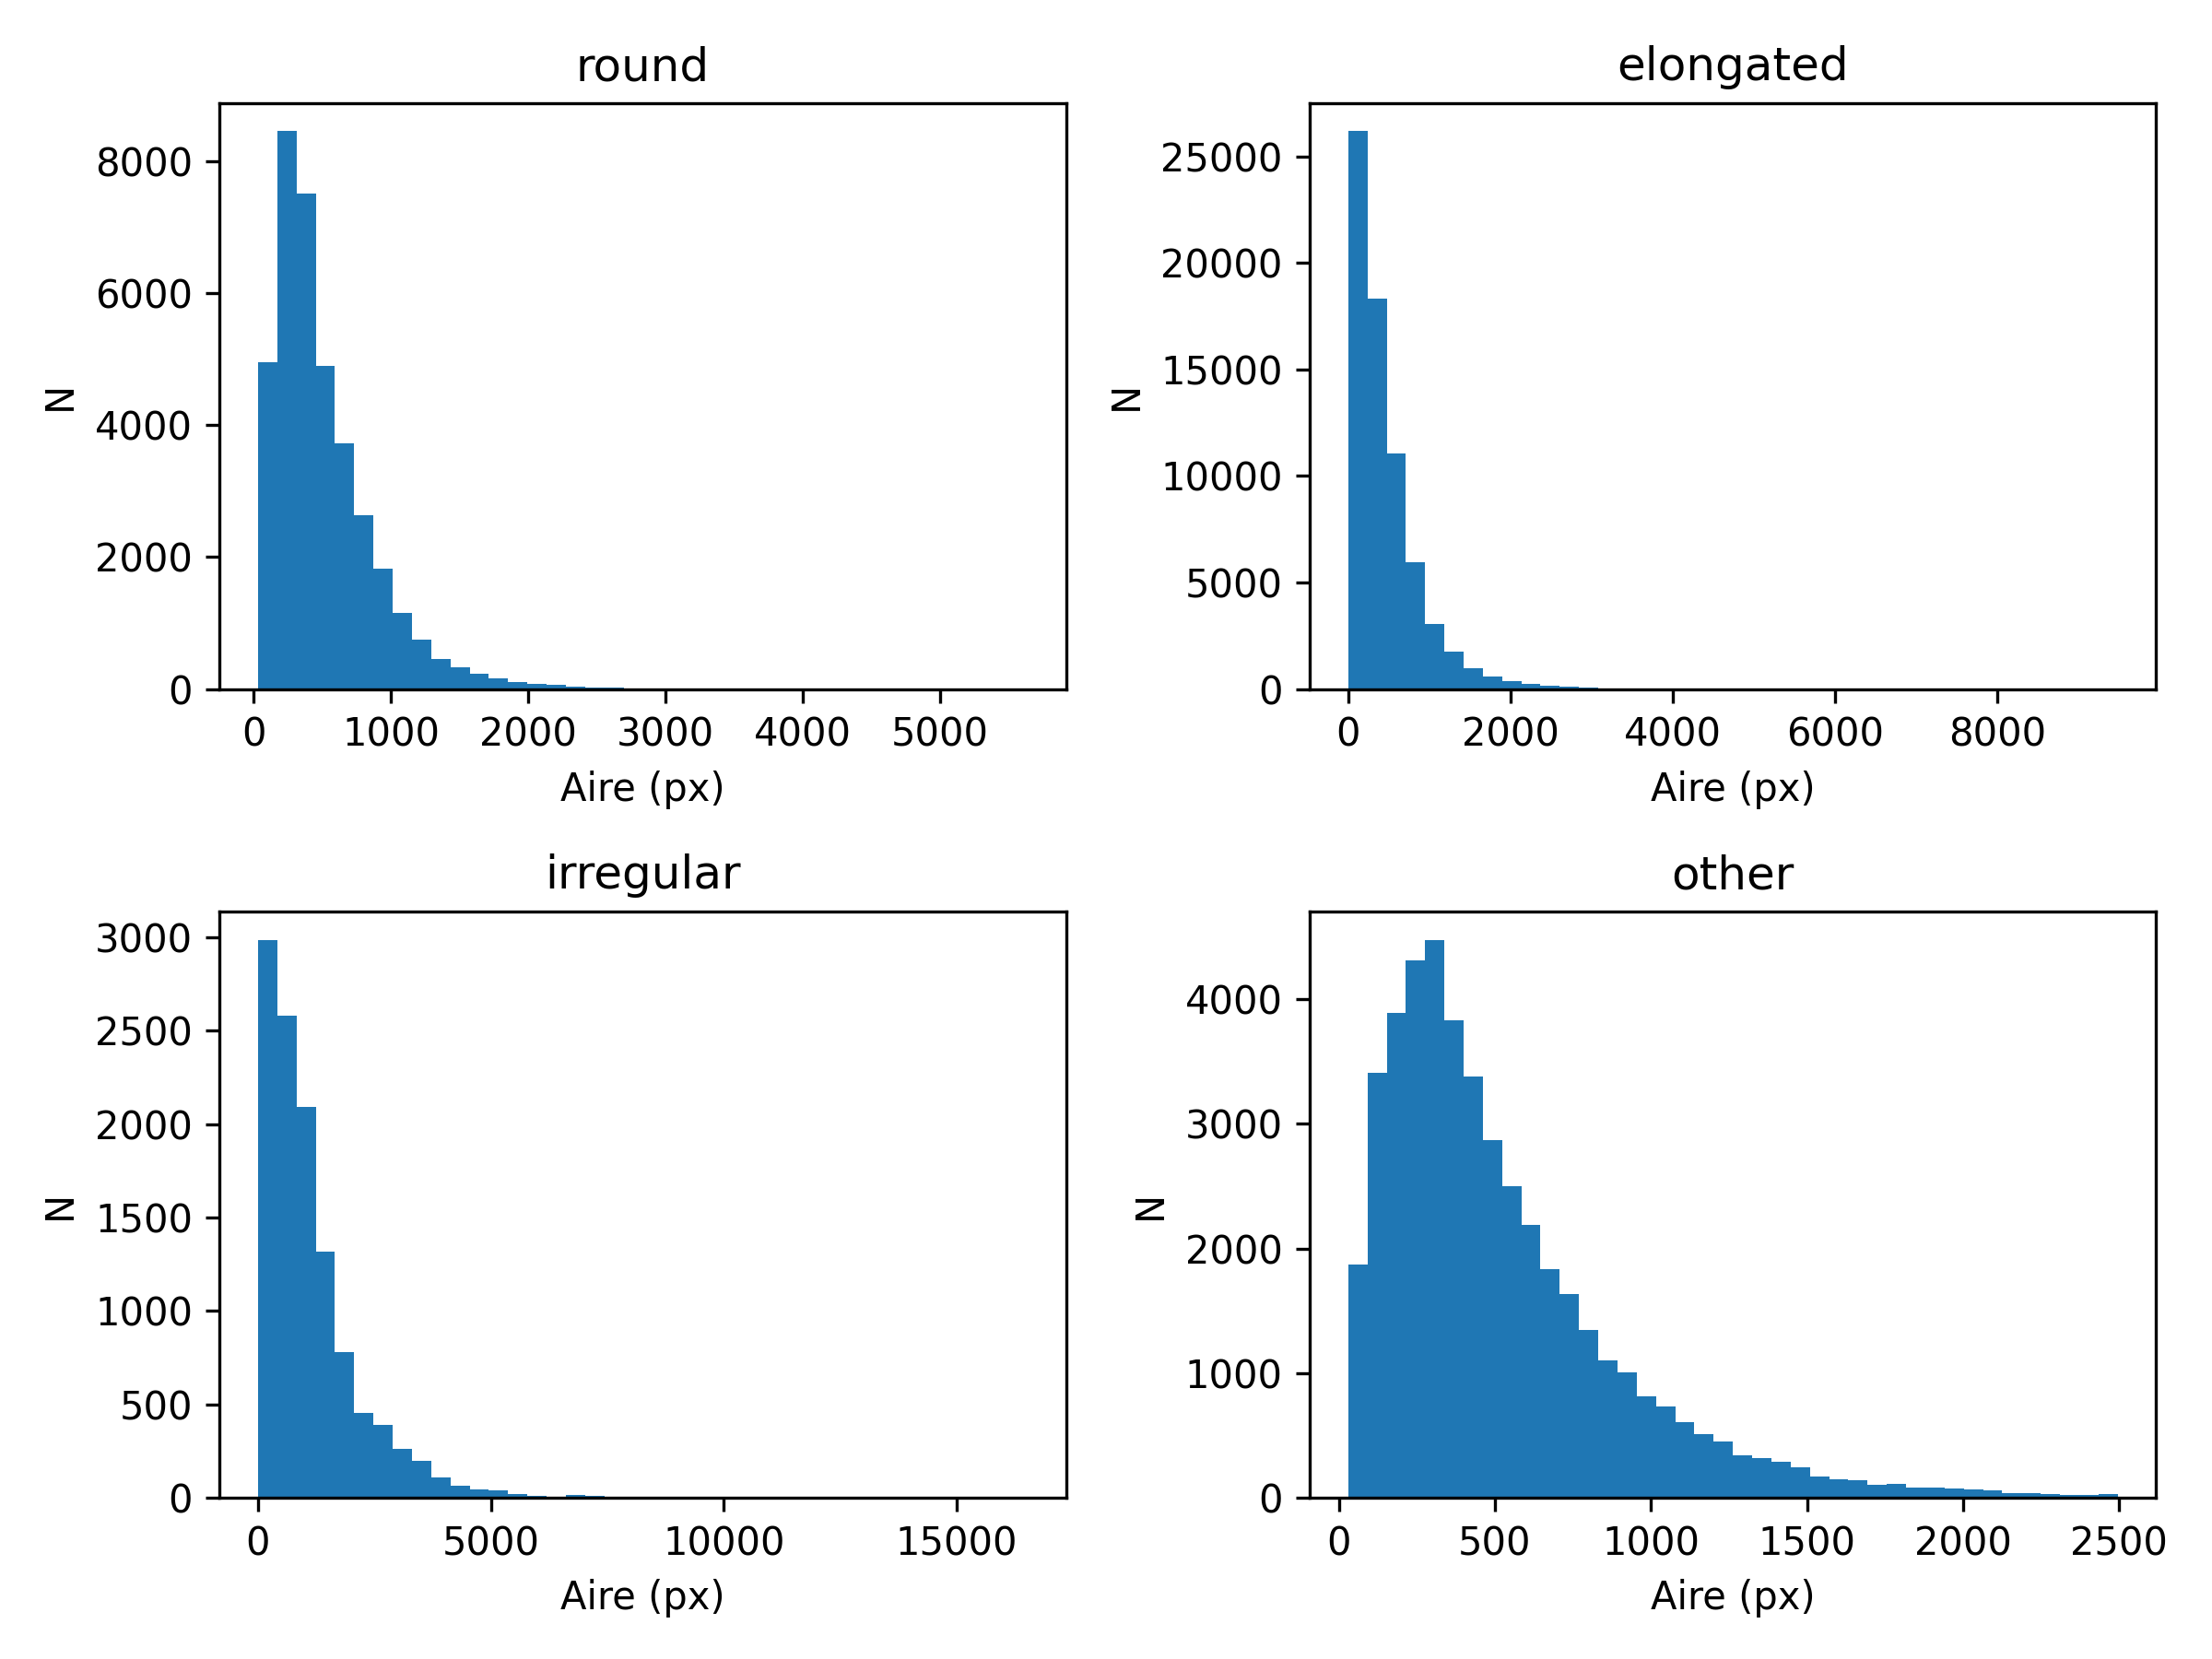 round
8000
6000
4000
2000
0
N
0 1000 2000 3000 4000 5000
Aire (px)
elongated
25000
20000
15000
10000
5000
0
N
0 2000 4000 6000 8000
Aire (px)
irregular
3000
2500
2000
1500
1000
500
0
N
0 5000 10000 15000
Aire (px)
other
4000
3000
2000
1000
0
N
0 500 1000 1500 2000 2500
Aire (px)